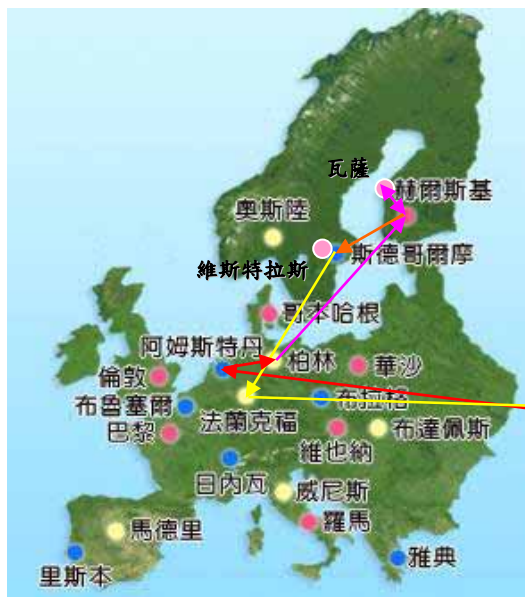 瓦薩
赫爾斯基
奧斯陸
斯德哥爾摩
維斯特拉斯
哥本哈根
阿姆斯特丹
柏林
華沙
倫敦
布魯塞爾
法蘭克福
布拉格
巴黎
維也納
布達佩斯
日內瓦
威尼斯
馬德里
羅馬
里斯本
雅典